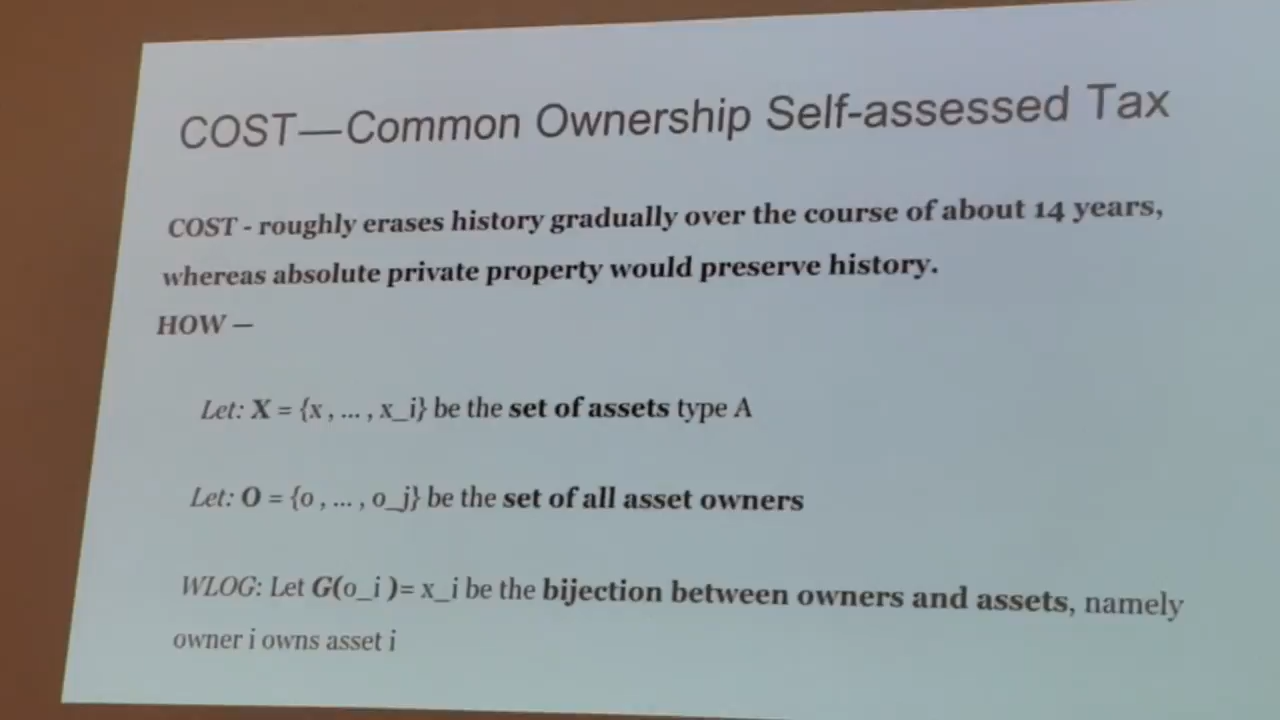 COST—Common Ownership Self-assessed Tax
COST - roughly erases history gradually over the course of about 14 years,
whereas absolute private property would preserve history.
HOW —
Let: X = {x , ... , x_i} be the set of assets type A
Let: O = {o , ... , o_j} be the set of all asset owners
WLOG: Let G(o_i )= x_i be the bijection between owners and assets, namely
owner i owns asset i